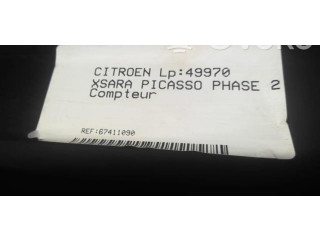 CITROEN Lp:49970
XSARA PICASSO PHASE 2
Compteur
REF:67411090